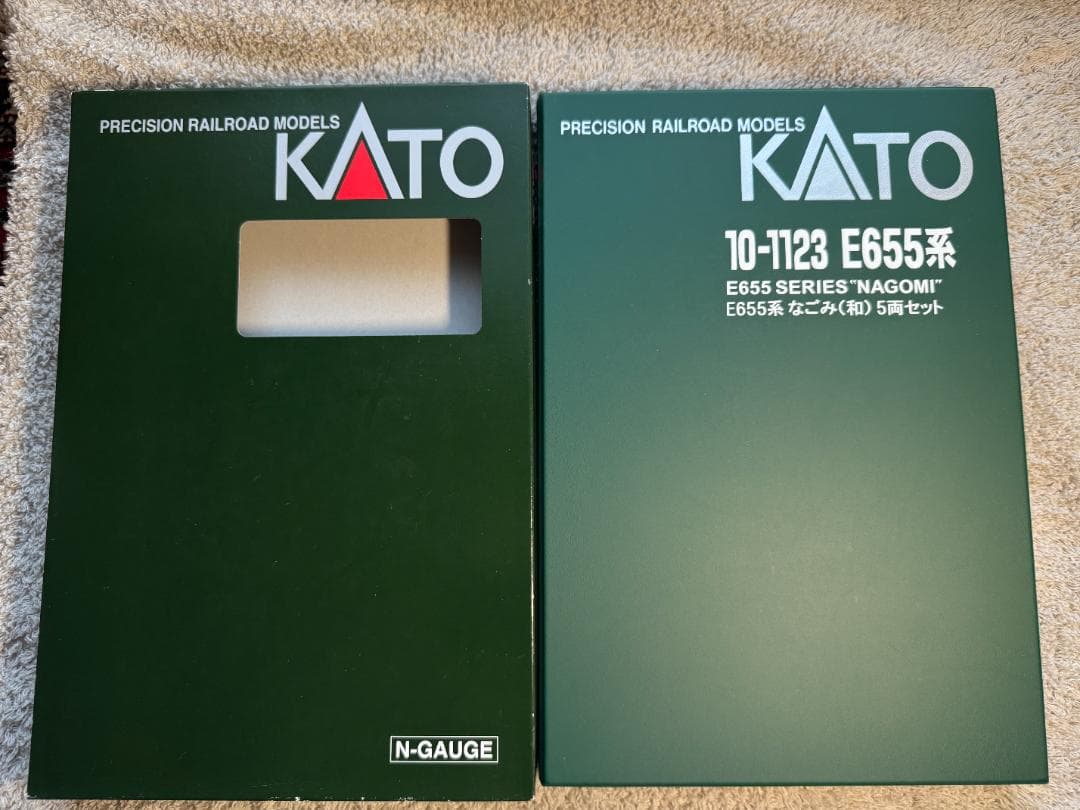 PRECISION RAILROAD MODELS
KATO
N-GAUGE
PRECISION RAILROAD MODELS
KATO
10-1123 E655系
E655 SERIES "NAGOMI"
E655系 なごみ(和) 5両セット